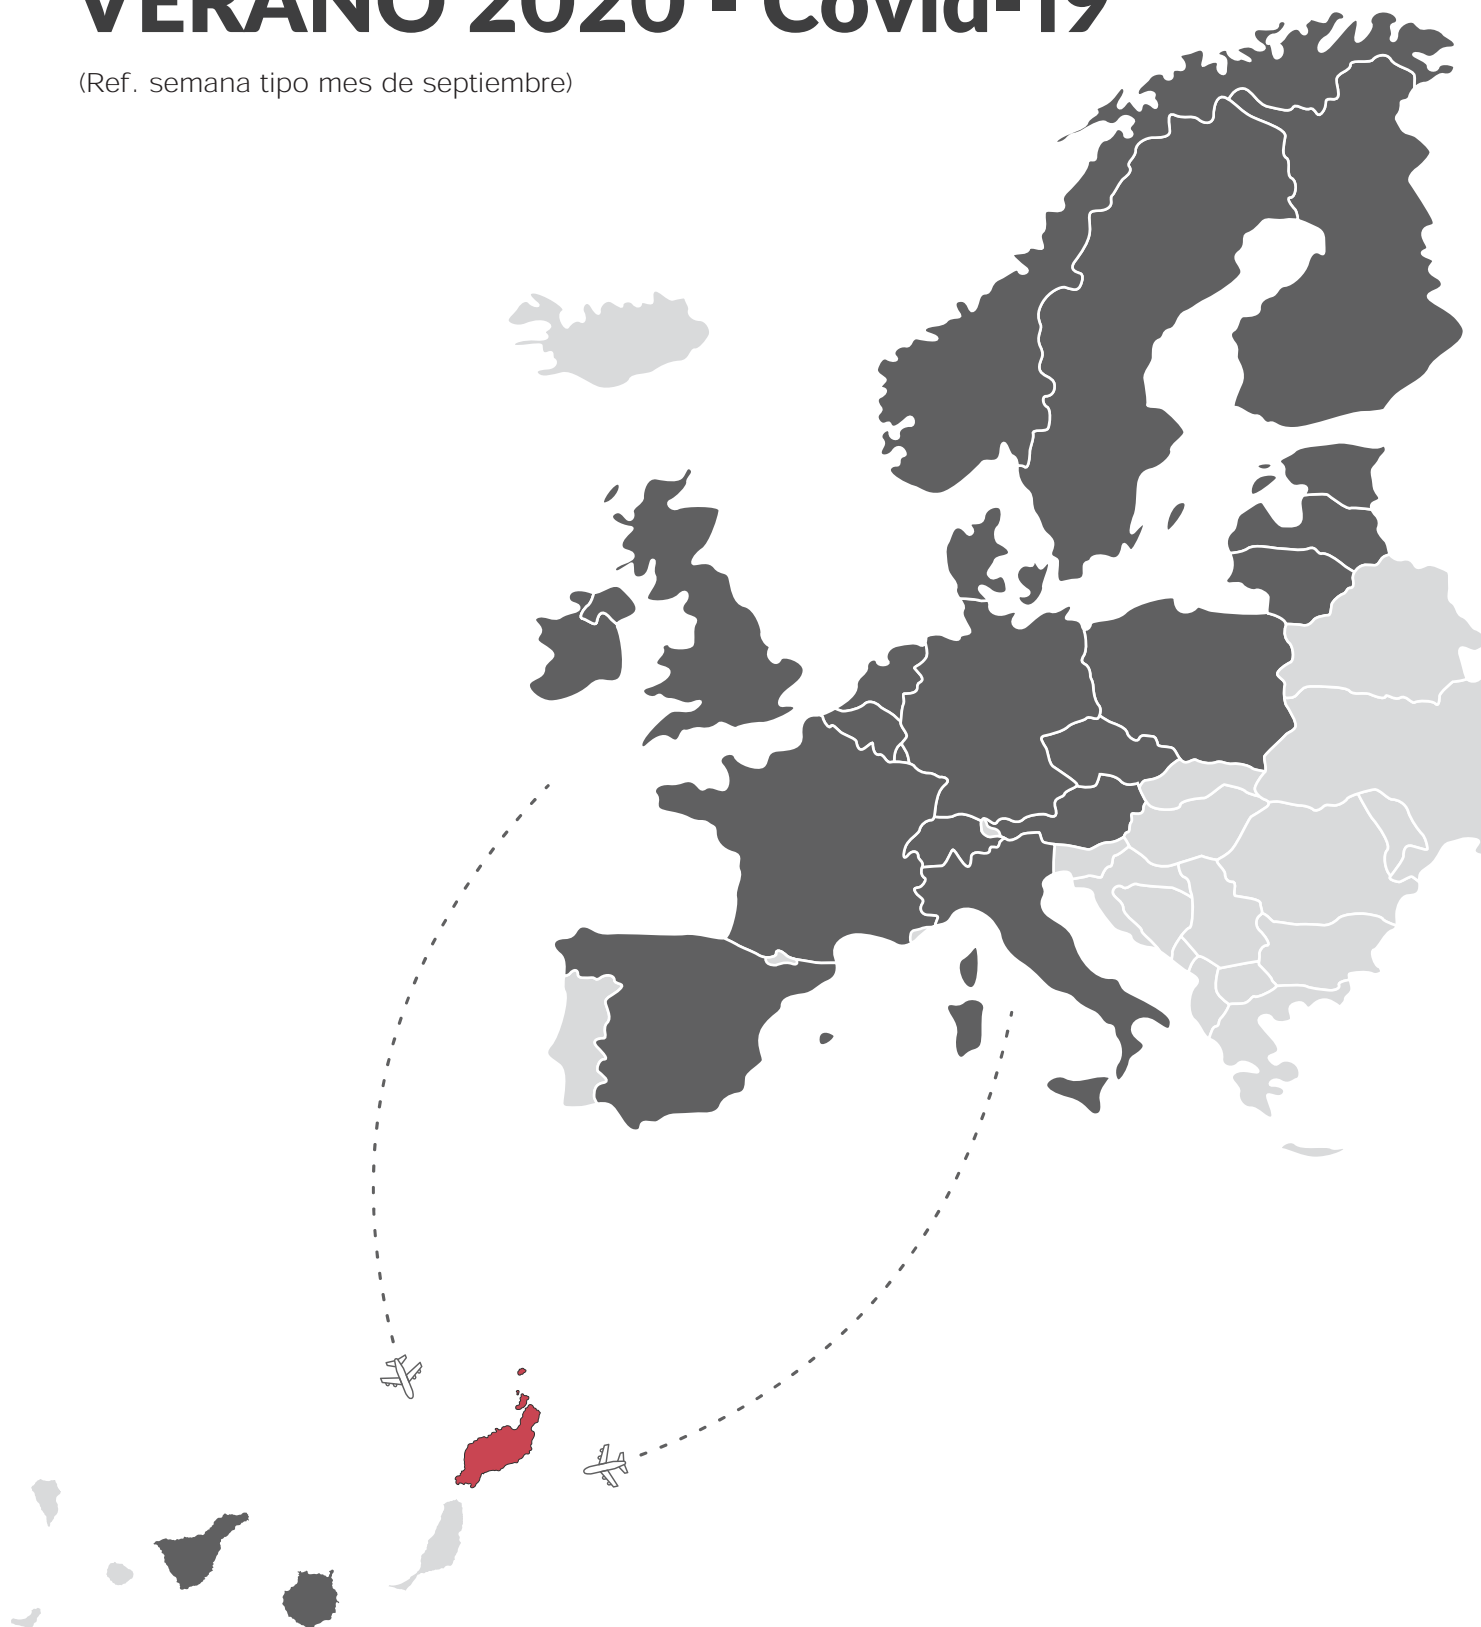 VERANO 2020 - Covid-19
(Ref. semana tipo mes de septiembre)